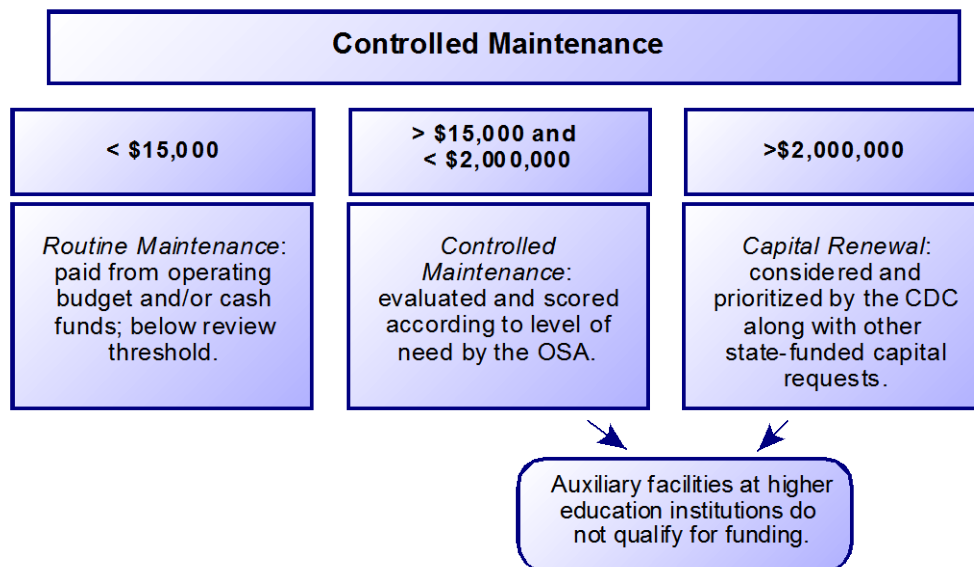 Controlled Maintenance
< $15,000
> $15,000 and
< $2,000,000
>$2,000,000
Routine Maintenance:
paid from operating
budget and/or cash
funds; below review
threshold.
Controlled
Maintenance:
evaluated and scored
according to level of
need by the OSA.
Capital Renewal:
considered and
prioritized by the CDC
along with other
state-funded capital
requests.
Auxiliary facilities at higher
education institutions do
not qualify for funding.